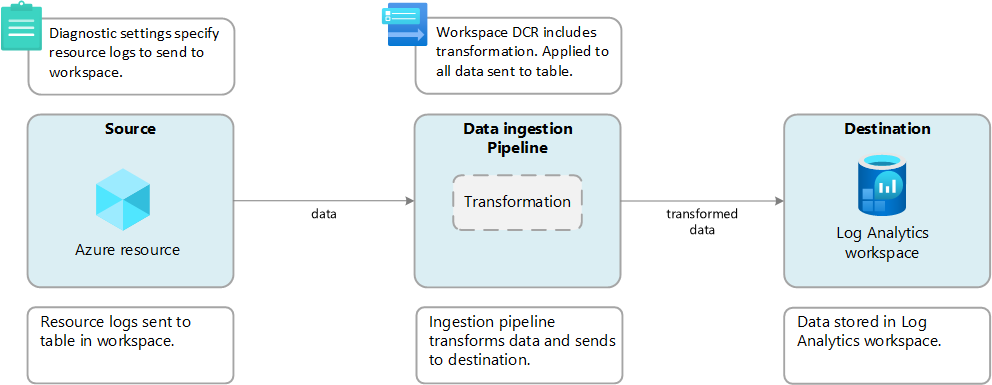 Diagnostic settings specify
resource logs to send to
workspace.
Workspace DCR includes
transformation. Applied to
all data sent to table.
Source
Azure resource
data
Data ingestion
Pipeline
Transformation
transformed
data
Destination
Log Analytics
workspace
Resource logs sent to
table in workspace.
Ingestion pipeline
transforms data and sends
to destination.
Data stored in Log
Analytics workspace.